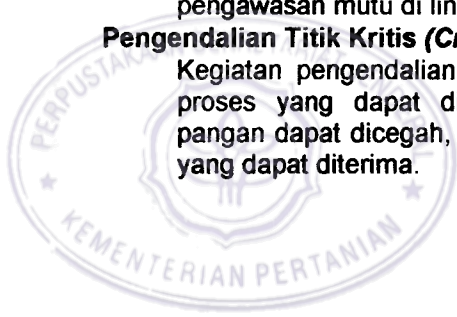 pengawasan mutu di lin
Pengendalian Titik Kritis (Cr
Kegiatan pengendalian
proses yang dapat d
pangan dapat dicegah,
yang dapat diterima.
PERPUSTAKAAN
KEMENTERIAN PERTANIAN